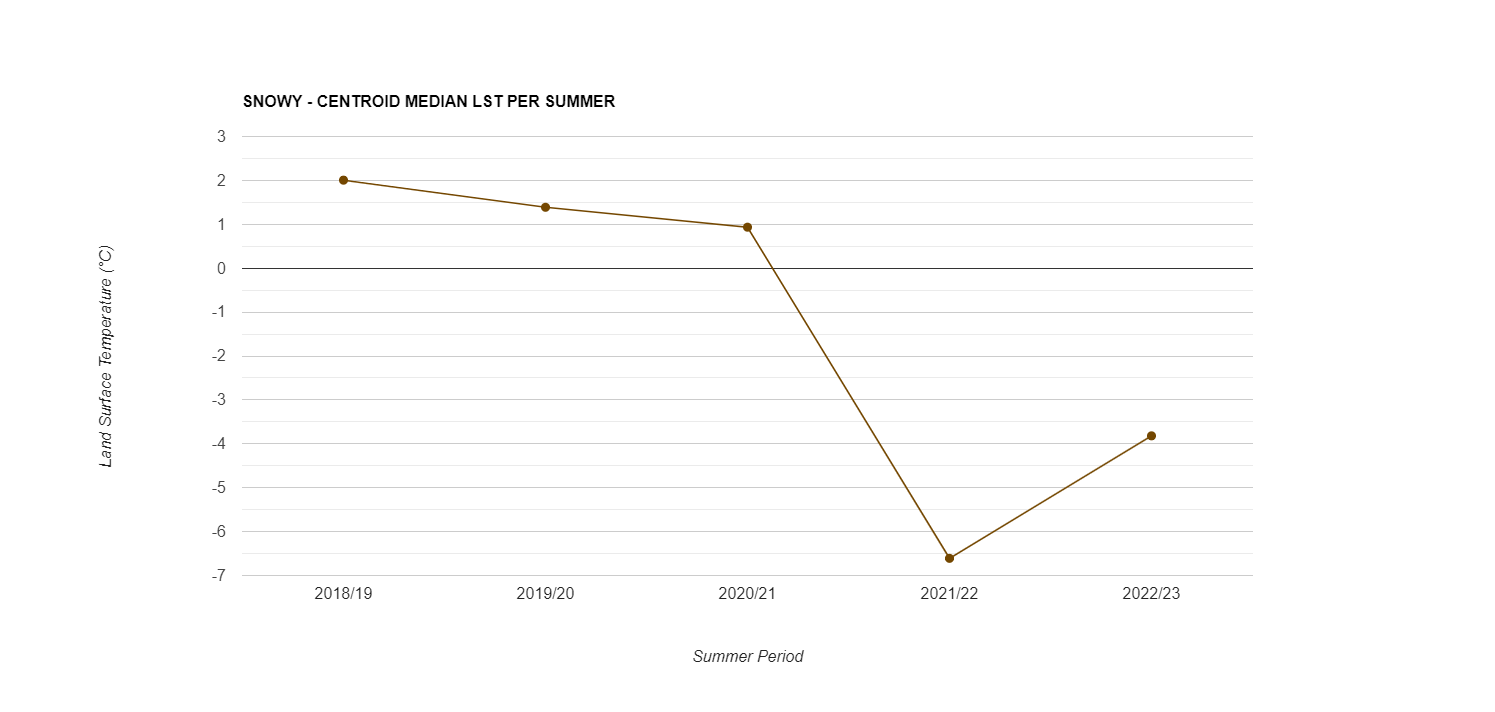 SNOWY - CENTROID MEDIAN LST PER SUMMER
3
2
1
0
-1
-2
-3
-4
-5
-6
-7
Land Surface Temperature (°C)
2018/19 2019/20 2020/21 2021/22 2022/23
Summer Period